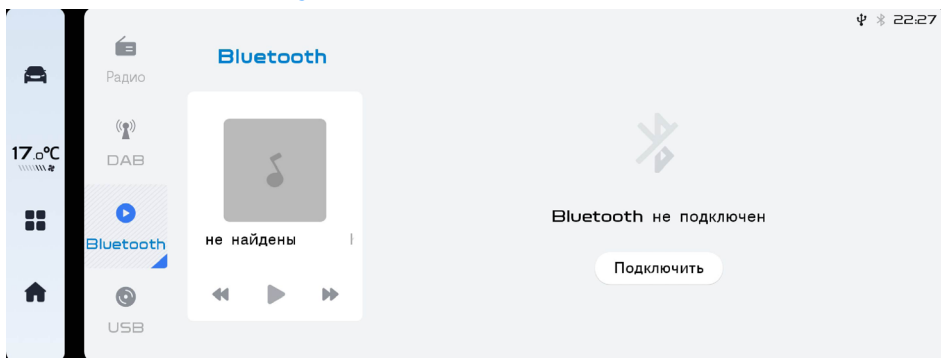 22:27
Радио
Bluetooth
DAB
17.0°C
Bluetooth
не найдены
Bluetooth не подключен
Подключить
USB